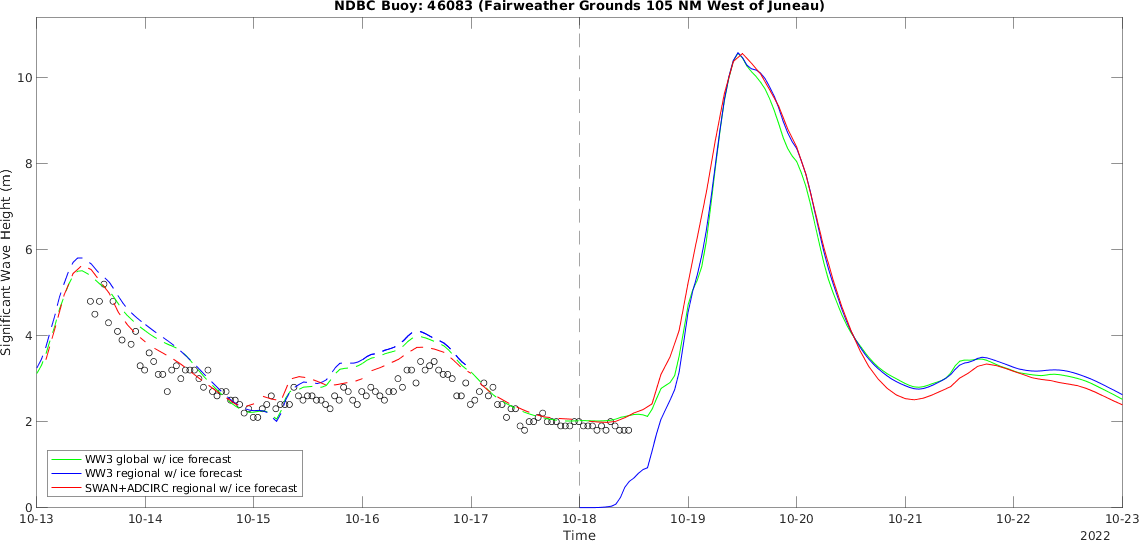 NDBC Buoy: 46083 (Fairweather Grounds 105 NM West of Juneau)
Significant Wave Height (m)
10
8
6
4
2
0
WW3 global w/ ice forecast
WW3 regional w/ ice forecast
SWAN+ADCIRC regional w/ ice forecast
10-13 10-14 10-15 10-16 10-17 10-18 10-19 10-20 10-21 10-22 10-23
Time
2022